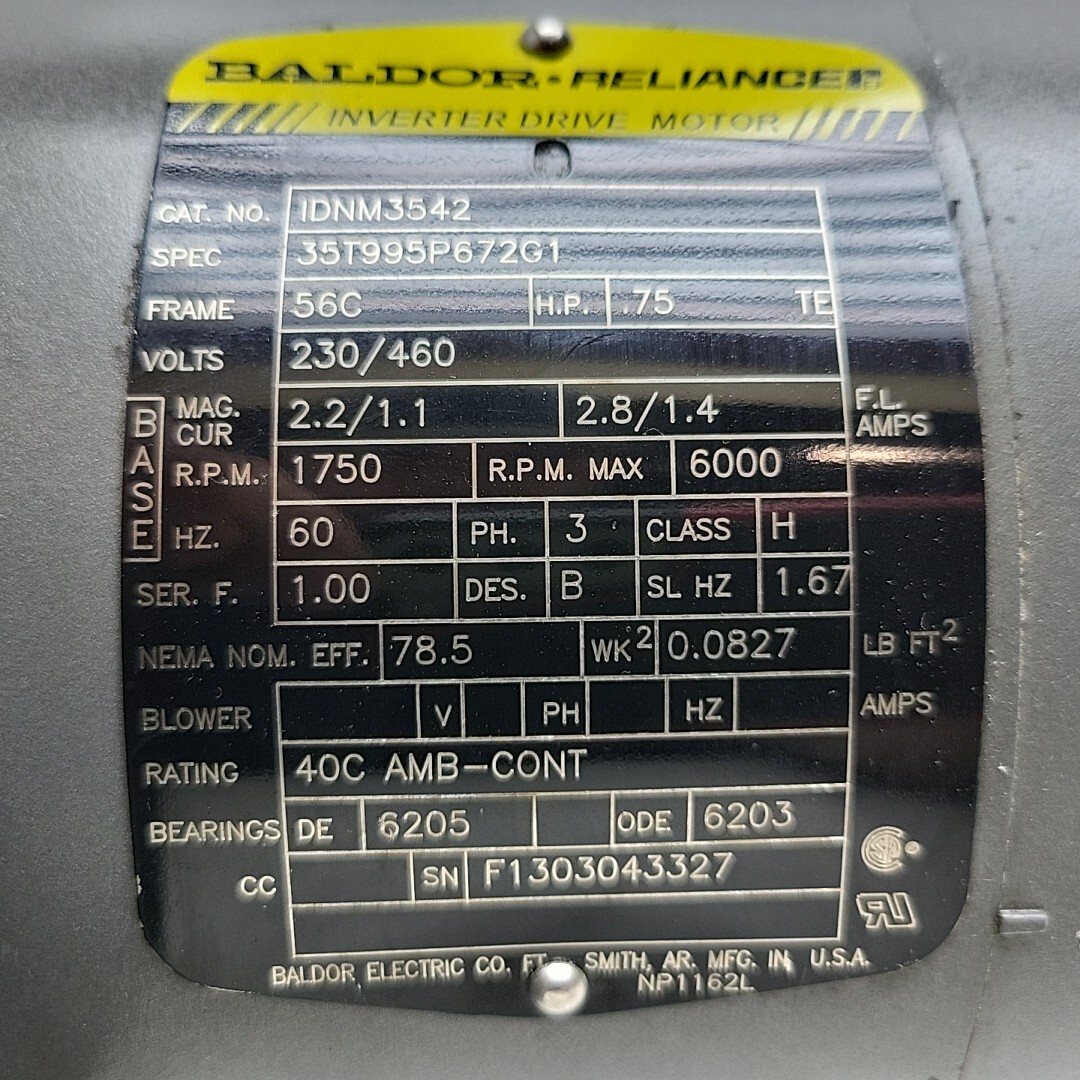 BALDOR • RELIANCER
INVERTER DRIVE MOTOR
CAT. NO. IDNM3542
SPEC 35T995P672G1
FRAME 56C H.P. .75 TE
VOLTS 230/460
BASE
MAG. CUR 2.2/1.1 2.8/1.4 F.L. AMPS
R.P.M. 1750 R.P.M. MAX 6000
HZ. 60 PH. 3 CLASS H
SER. F. 1.00 DES. B SL HZ 1.67
NEMA NOM. EFF. 78.5 WK² 0.0827 LB FT²
BLOWER V PH HZ AMPS
RATING 40C AMB-CONT
BEARINGS DE 6205 ODE 6203
CC SN F1303043327
BALDOR ELECTRIC CO. FT. SMITH, AR. MFG. IN U.S.A.
NP1162L